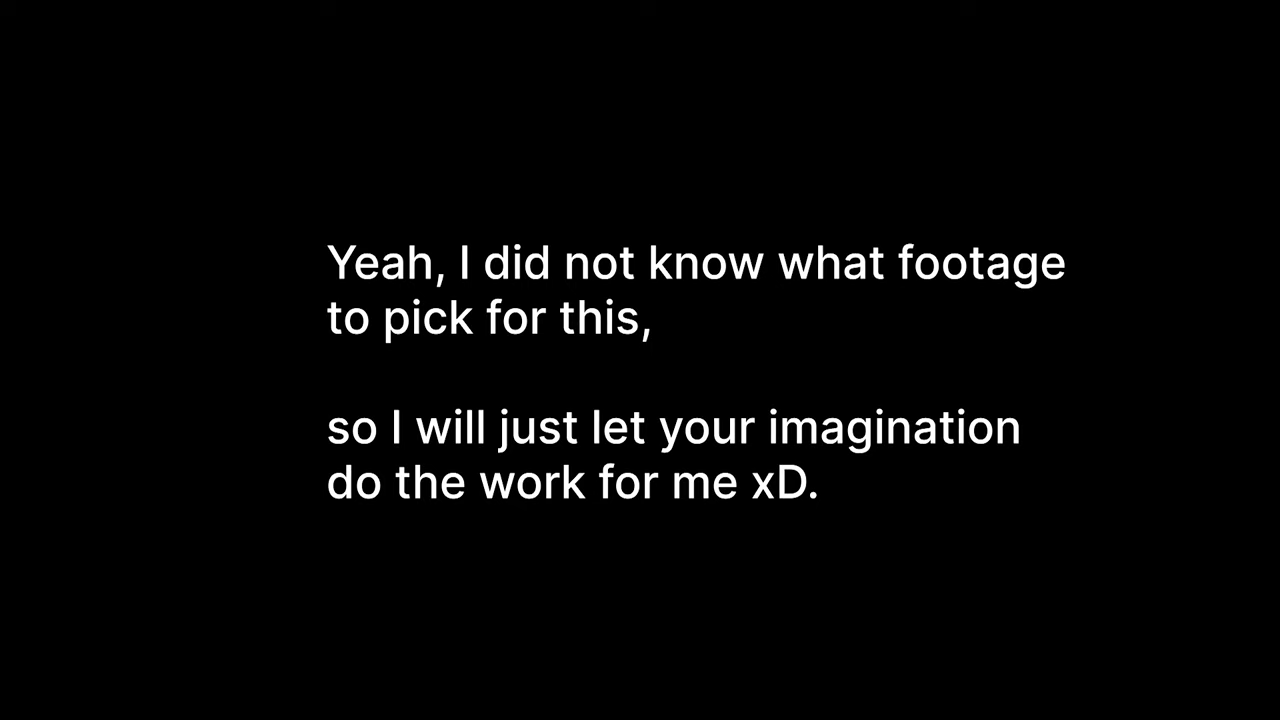 Yeah, I did not know what footage
to pick for this,
so I will just let your imagination
do the work for me xD.